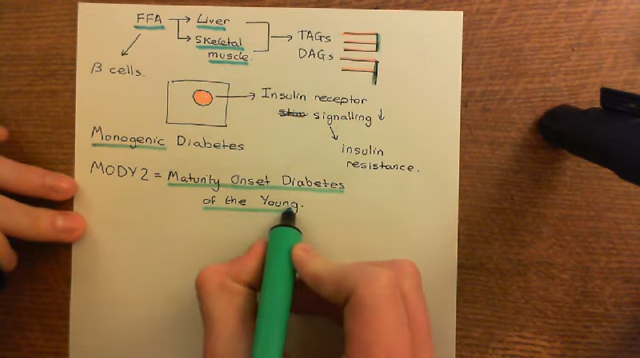 FFA → Liver
Skeletal muscle
→ TAGs
DAGs
β cells.
Insulin receptor
signalling ↓
insulin
resistance.
Monogenic Diabetes
MODY2 = Maturity Onset Diabetes
of the Young.